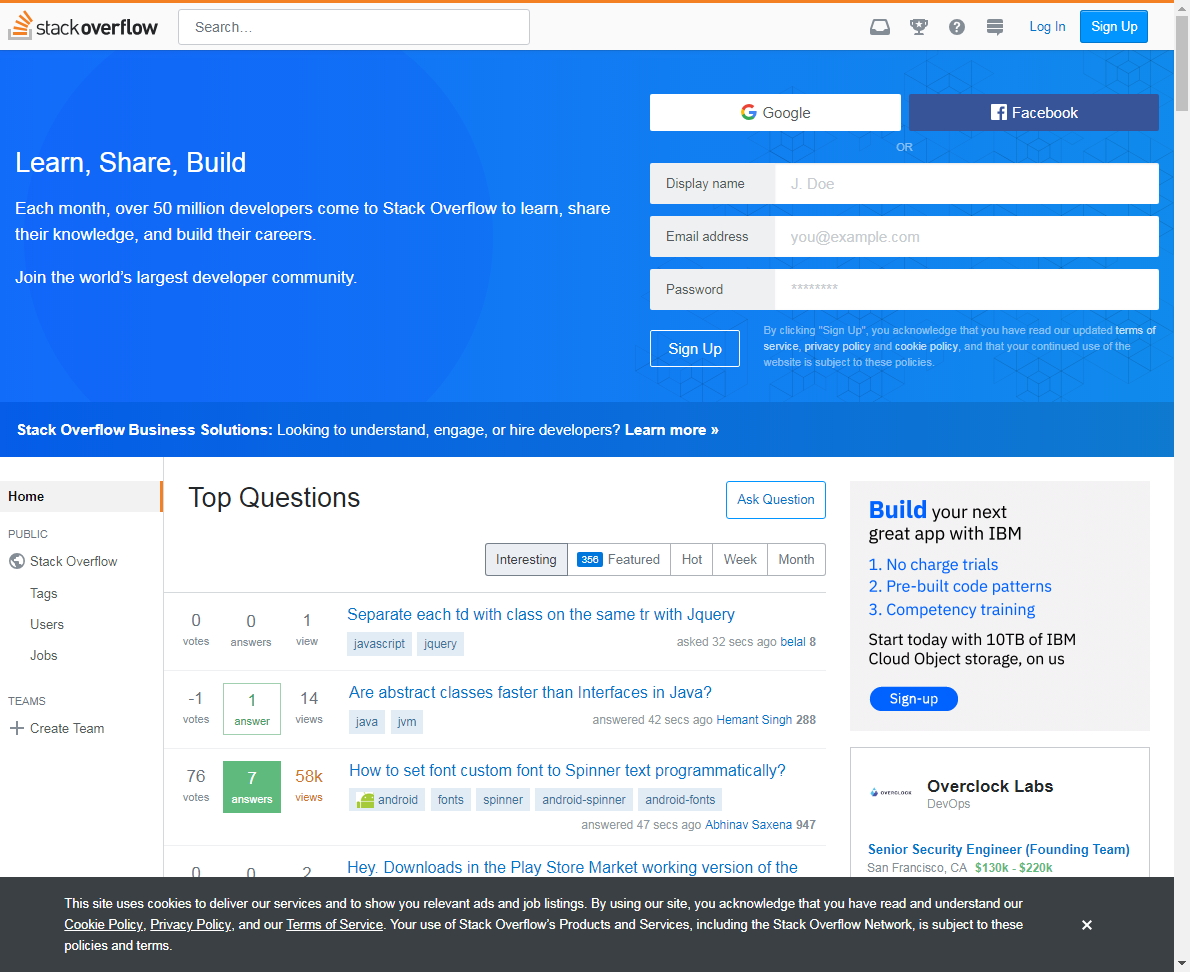 stackoverflow
Search…
Log In
Sign Up
Google
Facebook
OR
Learn, Share, Build
Each month, over 50 million developers come to Stack Overflow to learn, share
their knowledge, and build their careers.
Join the world’s largest developer community.
Display name
J. Doe
Email address
you@example.com
Password
********
Sign Up
By clicking "Sign Up", you acknowledge that you have read our updated terms of
service, privacy policy and cookie policy, and that your continued use of the
website is subject to these policies.
Stack Overflow Business Solutions: Looking to understand, engage, or hire developers? Learn more »
Home
PUBLIC
Stack Overflow
Tags
Users
Jobs
TEAMS
Create Team
Top Questions
Ask Question
Interesting
356 Featured
Hot
Week
Month
0 votes
0 answers
1 view
Separate each td with class on the same tr with Jquery
javascript jquery
asked 32 secs ago belal 8
-1 votes
1 answer
14 views
Are abstract classes faster than Interfaces in Java?
java jvm
answered 42 secs ago Hemant Singh 288
76 votes
7 answers
58k views
How to set font custom font to Spinner text programmatically?
android fonts spinner android-spinner android-fonts
answered 47 secs ago Abhinav Saxena 947
0
0
2
Hey. Downloads in the Play Store Market working version of the
Build your next
great app with IBM
1. No charge trials
2. Pre-built code patterns
3. Competency training
Start today with 10TB of IBM
Cloud Object storage, on us
Sign-up
OVERCLOCK
Overclock Labs
DevOps
Senior Security Engineer (Founding Team)
San Francisco, CA $130k - $220k
This site uses cookies to deliver our services and to show you relevant ads and job listings. By using our site, you acknowledge that you have read and understand our
Cookie Policy, Privacy Policy, and our Terms of Service. Your use of Stack Overflow’s Products and Services, including the Stack Overflow Network, is subject to these
policies and terms.